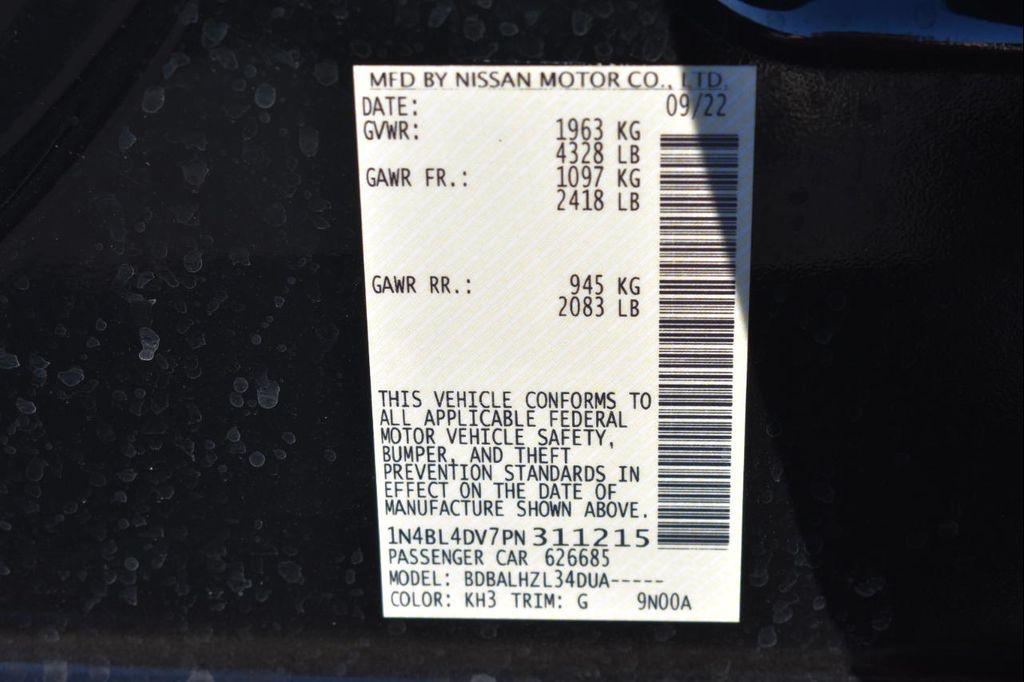 MFD BY NISSAN MOTOR CO., LTD.
DATE: 09/22
GVWR: 1963 KG
4328 LB
GAWR FR.: 1097 KG
2418 LB
GAWR RR.: 945 KG
2083 LB
THIS VEHICLE CONFORMS TO
ALL APPLICABLE FEDERAL
MOTOR VEHICLE SAFETY,
BUMPER, AND THEFT
PREVENTION STANDARDS IN
EFFECT ON THE DATE OF
MANUFACTURE SHOWN ABOVE.
1N4BL4DV7PN311215
PASSENGER CAR 626685
MODEL: BDBALHZL34DUA-----
COLOR: KH3 TRIM: G 9N00A